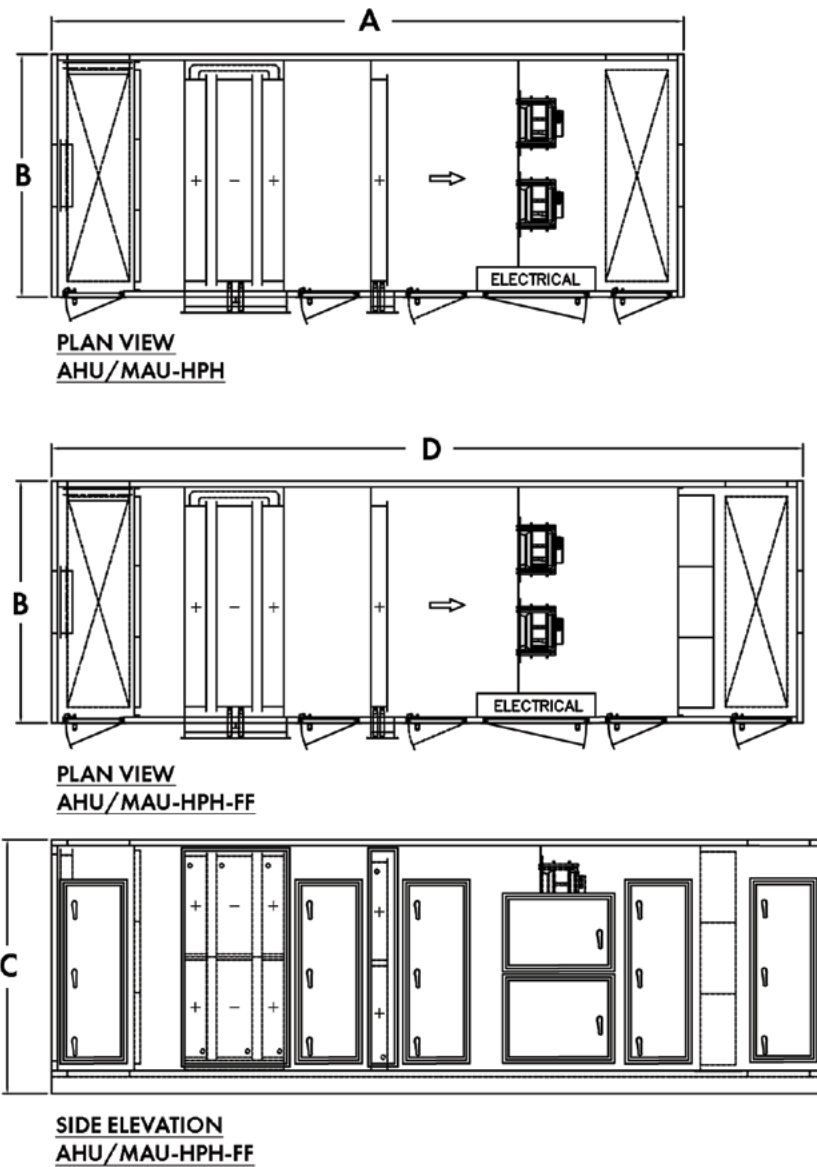 A
B
+ - + +
ELECTRICAL
PLAN VIEW
AHU/MAU-HPH
D
B
+ - + +
ELECTRICAL
PLAN VIEW
AHU/MAU-HPH-FF
C
+ - + +
+ - + +
SIDE ELEVATION
AHU/MAU-HPH-FF